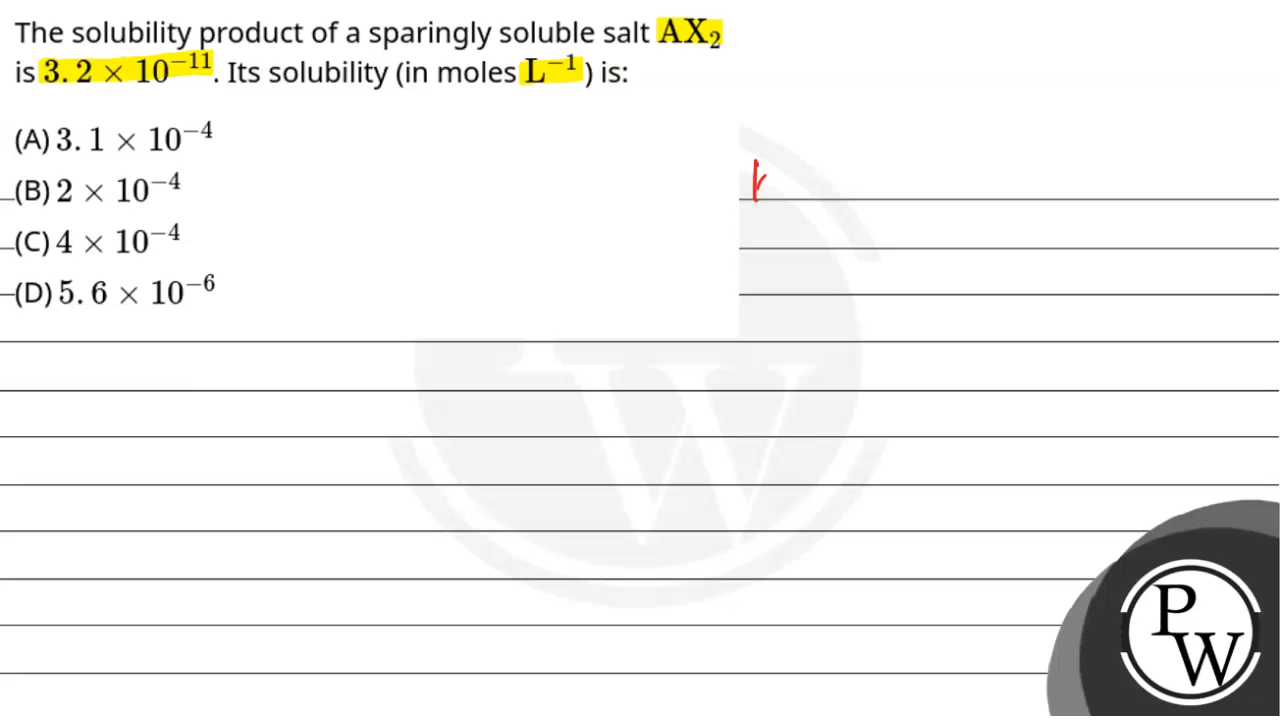 The solubility product of a sparingly soluble salt AX₂
is 3.2 × 10⁻¹¹. Its solubility (in moles L⁻¹) is:
(A) 3.1 × 10⁻⁴
(B) 2 × 10⁻⁴
(C) 4 × 10⁻⁴
(D) 5.6 × 10⁻⁶
P
W